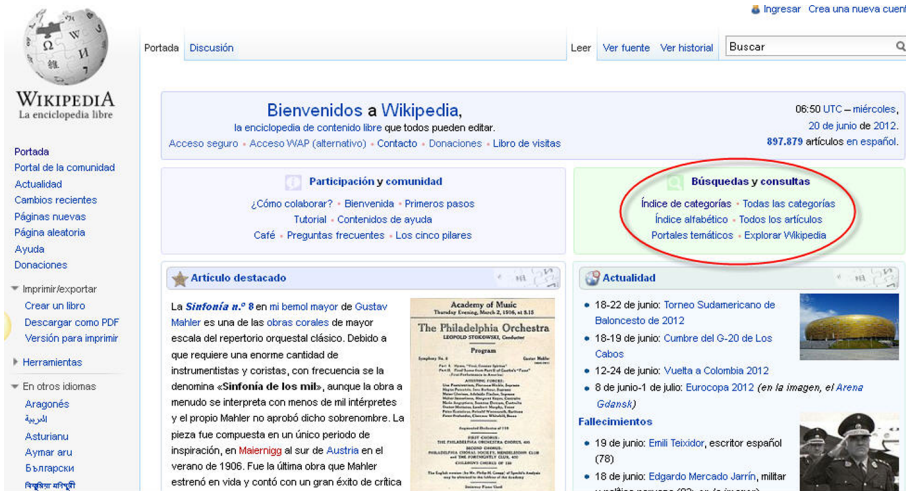 Ingresar Crea una nueva cuen
Portada Discusión
Leer Ver fuente Ver historial Buscar
WIKIPEDIA
La enciclopedia libre
Portada
Portal de la comunidad
Actualidad
Cambios recientes
Páginas nuevas
Página aleatoria
Ayuda
Donaciones
Imprimir/exportar
Crear un libro
Descargar como PDF
Versión para imprimir
Herramientas
En otros idiomas
Aragonés
العربية
Asturianu
Aymar aru
Български
Bienvenidos a Wikipedia,
la enciclopedia de contenido libre que todos pueden editar.
Acceso seguro • Acceso WAP (alternativo) • Contacto • Donaciones • Libro de visitas
06:50 UTC – miércoles,
20 de junio de 2012.
897.879 artículos en español.
Participación y comunidad
¿Cómo colaborar? • Bienvenida • Primeros pasos
Tutorial • Contenidos de ayuda
Café • Preguntas frecuentes • Los cinco pilares
Búsquedas y consultas
Índice de categorías • Todas las categorías
Índice alfabético • Todos los artículos
Portales temáticos • Explorar Wikipedia
Artículo destacado
La Sinfonía n.º 8 en mi bemol mayor de Gustav
Mahler es una de las obras corales de mayor
escala del repertorio orquestal clásico. Debido a
que requiere una enorme cantidad de
instrumentistas y coristas, con frecuencia se la
denomina «Sinfonía de los mil», aunque la obra a
menudo se interpreta con menos de mil intérpretes
y el propio Mahler no aprobó dicho sobrenombre. La
pieza fue compuesta en un único periodo de
inspiración, en Maiernigg al sur de Austria en el
verano de 1906. Fue la última obra que Mahler
estrenó en vida y contó con un gran éxito de crítica
Academy of Music
Thursday Evening, March 2, 1916, at 8.15
The Philadelphia Orchestra
LEOPOLD STOKOWSKI, Conductor
Program
Actualidad
18-22 de junio: Torneo Sudamericano de
Baloncesto de 2012
18-19 de junio: Cumbre del G-20 de Los
Cabos
12-24 de junio: Vuelta a Colombia 2012
8 de junio-1 de julio: Eurocopa 2012 (en la imagen, el Arena
Gdansk)
Fallecimientos
19 de junio: Emili Teixidor, escritor español
(78)
18 de junio: Edgardo Mercado Jarrín, militar